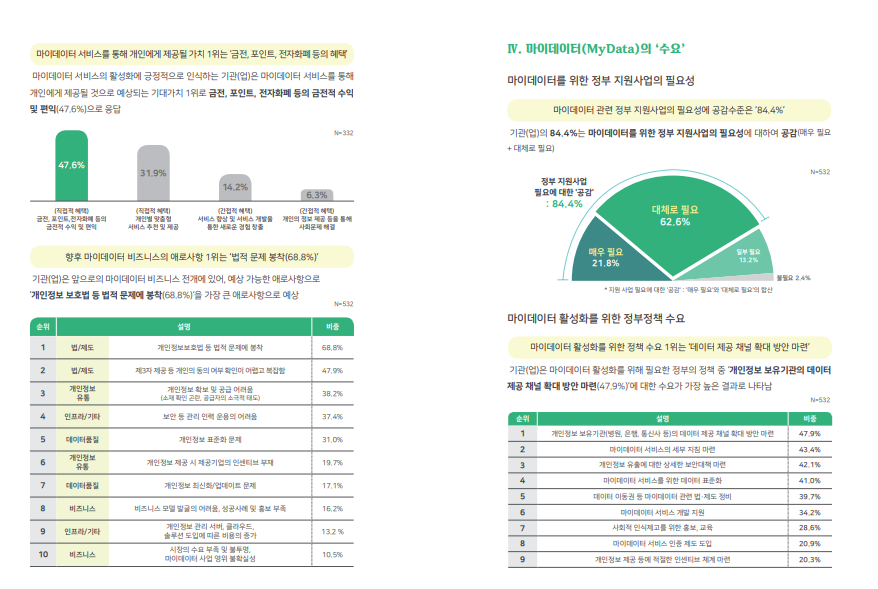 마이데이터 서비스를 통해 개인에게 제공될 가치 1위는 '금전, 포인트, 전자화폐 등의 혜택'
마이데이터 서비스의 활성화에 긍정적으로 인식하는 기관(업)은 마이데이터 서비스를 통해
개인에게 제공될 것으로 예상되는 기대가치 1위로 금전, 포인트, 전자화폐 등의 금전적 수익
및 편익(47.6%)으로 응답
N=332
47.6%
31.9%
14.2%
6.3%
(직접적 혜택)
금전, 포인트,전자화폐 등의
금전적 수익 및 편익
(직접적 혜택)
개인별 맞춤형
서비스 추천 및 제공
(간접적 혜택)
서비스 향상 및 서비스 개발을
통한 새로운 경험 창출
(간접적 혜택)
개인의 정보 제공 등을 통해
사회문제 해결
향후 마이데이터 비즈니스의 애로사항 1위는 '법적 문제 봉착(68.8%)'
기관(업)은 앞으로의 마이데이터 비즈니스 전개에 있어, 예상 가능한 애로사항으로
'개인정보 보호법 등 법적 문제에 봉착(68.8%)'을 가장 큰 애로사항으로 예상
N=532
순위 설명 비중
1 법/제도 개인정보보호법 등 법적 문제에 봉착 68.8%
2 법/제도 제3자 제공 등 개인의 동의 여부 확인이 어렵고 복잡함 47.9%
3 개인정보 유통 개인정보 확보 및 공급 어려움 38.2%
(소재 확인 곤란, 공급자의 소극적 태도)
4 인프라/기타 보안 등 관리 인력 운용의 어려움 37.4%
5 데이터품질 개인정보 표준화 문제 31.0%
6 개인정보 유통 개인정보 제공 시 제공기업의 인센티브 부재 19.7%
7 데이터품질 개인정보 최신화/업데이트 문제 17.1%
8 비즈니스 비즈니스 모델 발굴의 어려움, 성공사례 및 홍보 부족 16.2%
9 인프라/기타 개인정보 관리 서버, 클라우드, 13.2 %
솔루션 도입에 따른 비용의 증가
10 비즈니스 시장의 수요 부족 및 불투명, 10.5%
마이데이터 사업 영위 불확실성
Ⅳ. 마이데이터(MyData)의 '수요'
마이데이터를 위한 정부 지원사업의 필요성
마이데이터 관련 정부 지원사업의 필요성에 공감수준은 '84.4%'
기관(업)의 84.4%는 마이데이터를 위한 정부 지원사업의 필요성에 대하여 공감(매우 필요
+ 대체로 필요)
N=532
정부 지원사업
필요에 대한 '공감'
: 84.4%
대체로 필요
62.6%
매우 필요
21.8%
일부 필요
13.2%
불필요 2.4%
* 지원 사업 필요에 대한 '공감' : '매우 필요'와 '대체로 필요'의 합산
마이데이터 활성화를 위한 정부정책 수요
마이데이터 활성화를 위한 정책 수요 1위는 '데이터 제공 채널 확대 방안 마련'
기관(업)은 마이데이터 활성화를 위해 필요한 정부의 정책 중 '개인정보 보유기관의 데이터
제공 채널 확대 방안 마련(47.9%)'에 대한 수요가 가장 높은 결과로 나타남
N=532
순위 설명 비중
1 개인정보 보유기관(병원, 은행, 통신사 등)의 데이터 제공 채널 확대 방안 마련 47.9%
2 마이데이터 서비스의 세부 지침 마련 43.4%
3 개인정보 유출에 대한 상세한 보안대책 마련 42.1%
4 마이데이터 서비스를 위한 데이터 표준화 41.0%
5 데이터 이동권 등 마이데이터 관련 법·제도 정비 39.7%
6 마이데이터 서비스 개발 지원 34.2%
7 사회적 인식제고를 위한 홍보, 교육 28.6%
8 마이데이터 서비스 인증 제도 도입 20.9%
9 개인정보 제공 등에 적절한 인센티브 체계 마련 20.3%